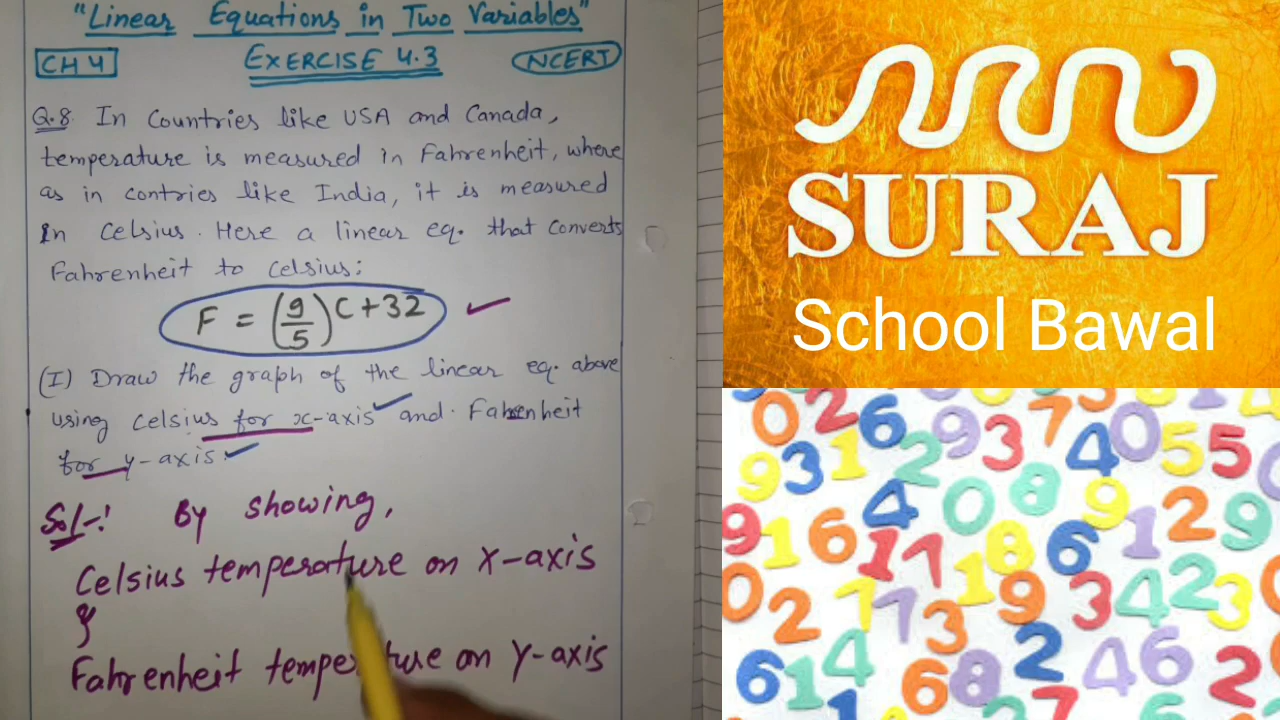 "Linear Equations in Two Variables"
CH 4
EXERCISE 4.3
NCERT
Q.8 In Countries like USA and Canada,
temperature is measured in Fahrenheit, where
as in contries like India, it is measured
in Celsius. Here a linear eq. that converts
Fahrenheit to Celsius:
F = (9/5) C + 32
(I) Draw the graph of the linear eq. above
using Celsius for x-axis and Fahrenheit
for y-axis.
Sol-: By showing,
Celsius temperature on X-axis
&
Fahrenheit temperature on Y-axis
SURAJ
School Bawal